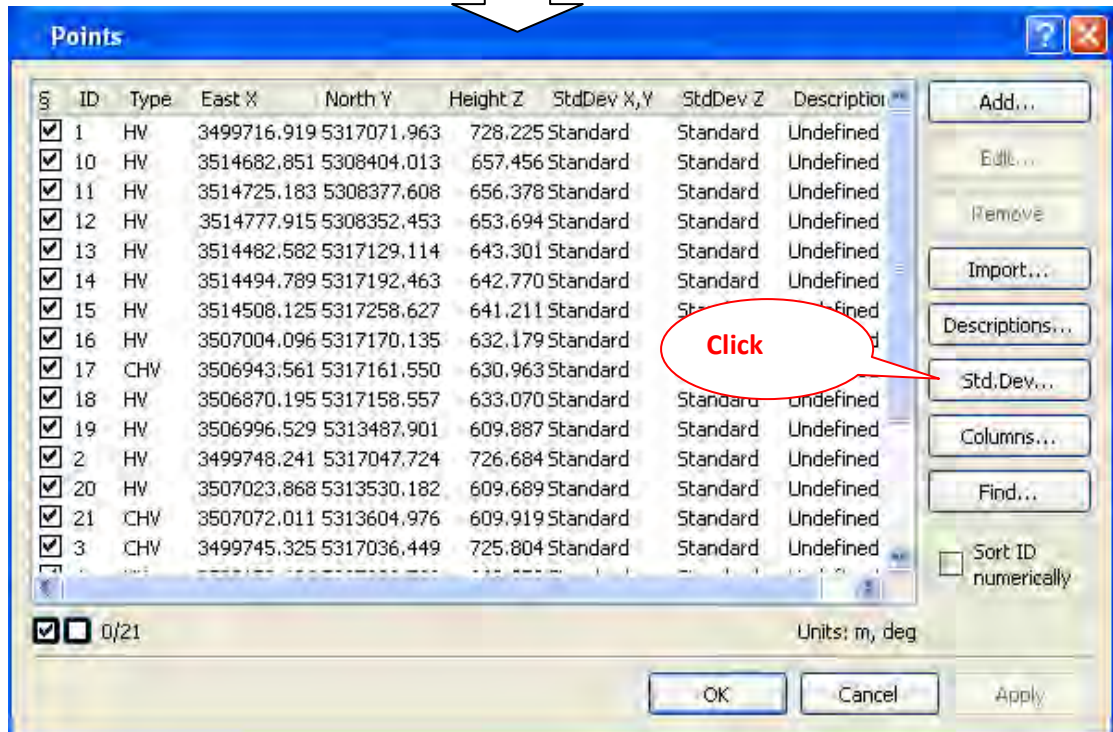 Points
§ ID Type East X North Y Height Z StdDev X,Y StdDev Z Description
1 HV 3499716.919 5317071.963 728.225 Standard Standard Undefined
10 HV 3514682.851 5308404.013 657.456 Standard Standard Undefined
11 HV 3514725.183 5308377.608 656.378 Standard Standard Undefined
12 HV 3514777.915 5308352.453 653.694 Standard Standard Undefined
13 HV 3514482.582 5317129.114 643.301 Standard Standard Undefined
14 HV 3514494.789 5317192.463 642.770 Standard Standard Undefined
15 HV 3514508.125 5317258.627 641.211 Standard
16 HV 3507004.096 5317170.135 632.179 Standard
17 CHV 3506943.561 5317161.550 630.963 Standard
18 HV 3506870.195 5317158.557 633.070 Standard Standard Undefined
19 HV 3506996.529 5313487.901 609.887 Standard Standard Undefined
2 HV 3499748.241 5317047.724 726.684 Standard Standard Undefined
20 HV 3507023.868 5313530.182 609.689 Standard Standard Undefined
21 CHV 3507072.011 5313604.976 609.919 Standard Standard Undefined
3 CHV 3499745.325 5317036.449 725.804 Standard Standard Undefined
Click
Add...
Edit...
Remove
Import...
Descriptions...
Std.Dev...
Columns...
Find...
Sort ID
numerically
0/21
Units: m, deg
OK
Cancel
Apply